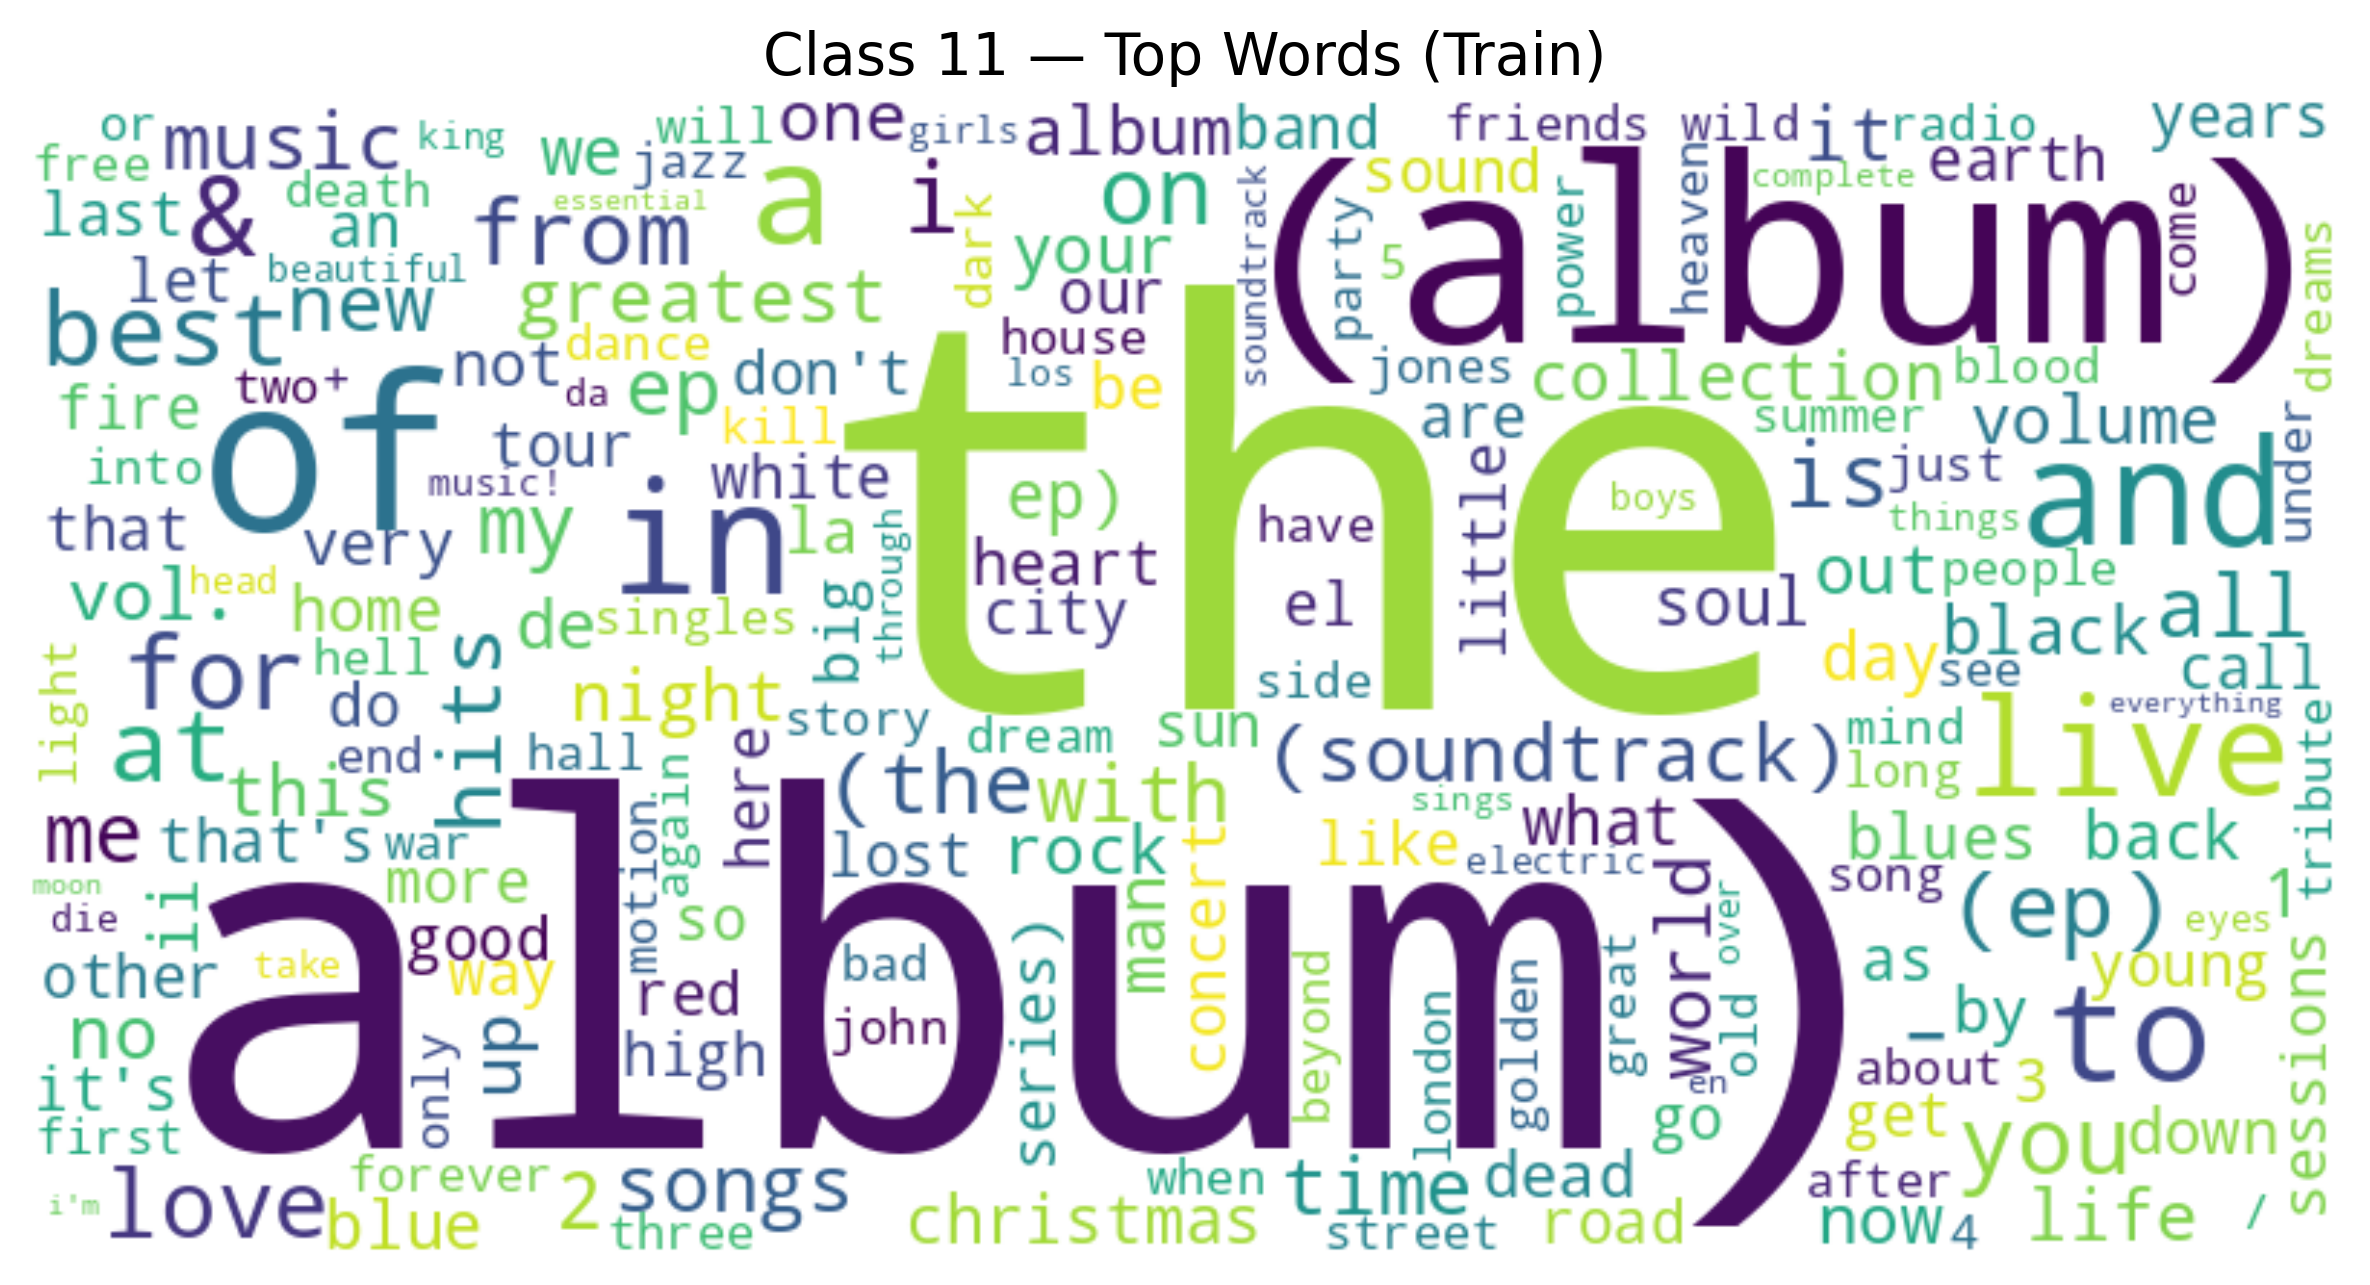 Class 11 — Top Words (Train)
or music king we will one girls album band friends wild it radio years
free jazz sound complete earth
last & death an essential from a i dark on your soundtrack ( party 5 album ) power heaven come dreams
let beautiful new greatest our
best not dance don't house los be jones collection blood
fire two+ da ep kill are summer volume under
into of tour music! white the ep) little boys is just and
that very my in la through heart have things
vol. head home de singles big city el soul out people black all
for hell hits night side day see call
light do story dream sun (soundtrack) mind live everything tribute
at end hall here (the with long
this again sings what
me that's war motion lost rock man concert like electric world blues back
moon ii more song (ep) 1
die good so series) over eyes
other take way album) bad beyond london golden great old as young sessions
no only up red john – by to
it's high en about 3
first go get you down
love forever 2 songs when time dead after
i'm blue three christmas street road now 4 life /